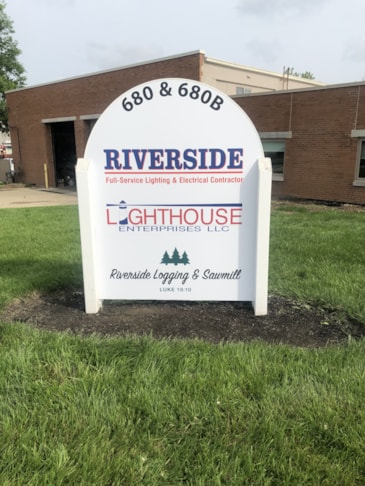 680 & 680B
RIVERSIDE
Full-Service Lighting & Electrical Contractor
LIGHTHOUSE
ENTERPRISES LLC
Riverside Logging & Sawmill
LUKE 19:10